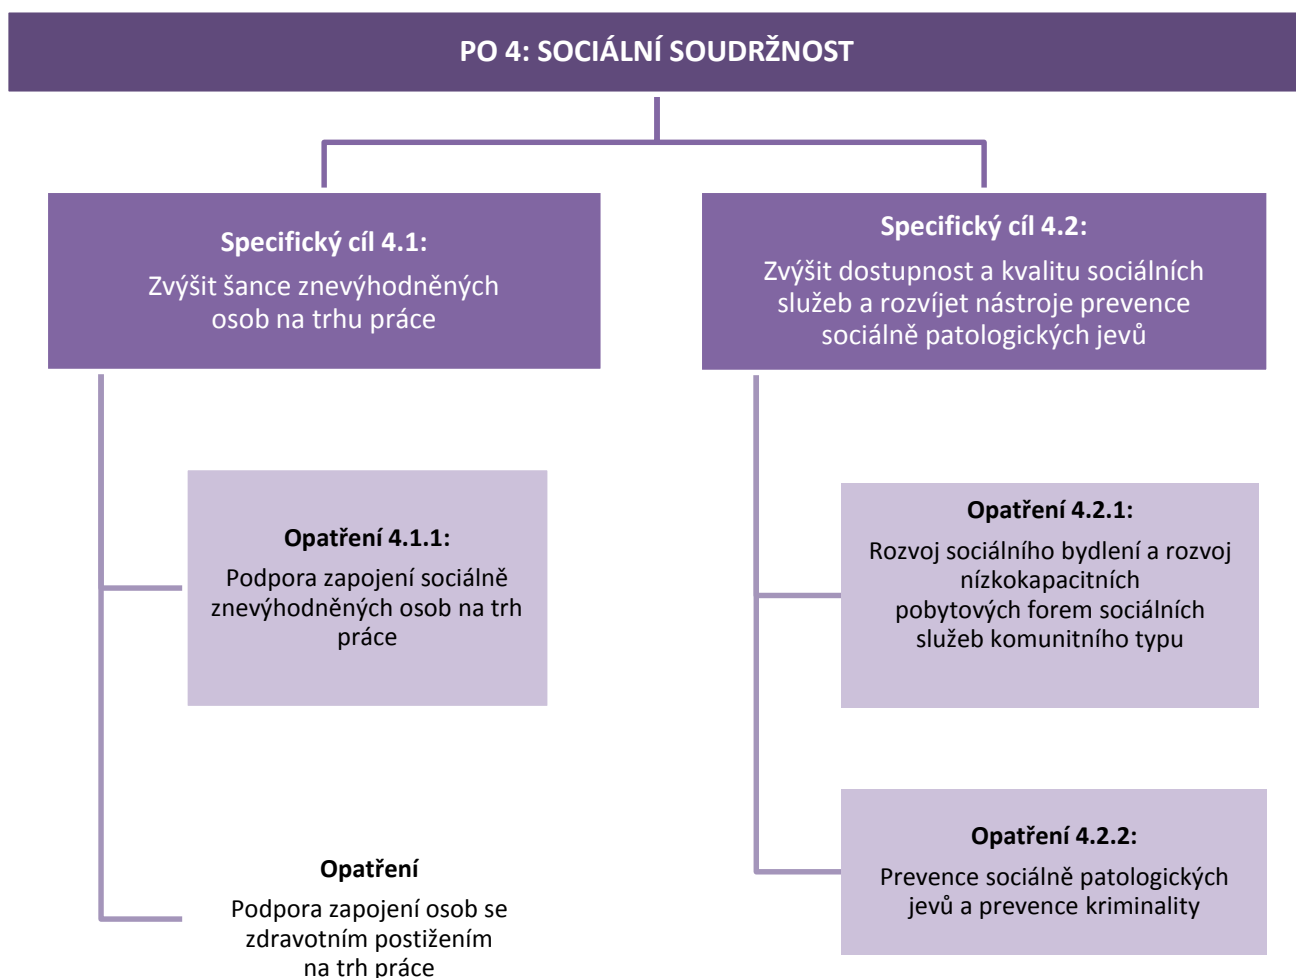 PO 4: SOCIÁLNÍ SOUDRŽNOST
Specifický cíl 4.1:
Zvýšit šance znevýhodněných
osob na trhu práce
Opatření 4.1.1:
Podpora zapojení sociálně
znevýhodněných osob na trh
práce
Opatření
Podpora zapojení osob se
zdravotním postižením
na trh práce
Specifický cíl 4.2:
Zvýšit dostupnost a kvalitu sociálních
služeb a rozvíjet nástroje prevence
sociálně patologických jevů
Opatření 4.2.1:
Rozvoj sociálního bydlení a rozvoj
nízkokapacitních
pobytových forem sociálních
služeb komunitního typu
Opatření 4.2.2:
Prevence sociálně patologických
jevů a prevence kriminality